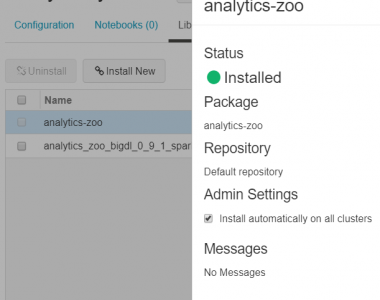 Configuration Notebooks (0)
Uninstall Install New
Name
analytics-zoo
analytics_zoo_bigdl_0_9_1_spar
analytics-zoo
Status
Installed
Package
analytics-zoo
Repository
Default repository
Admin Settings
Install automatically on all clusters
Messages
No Messages